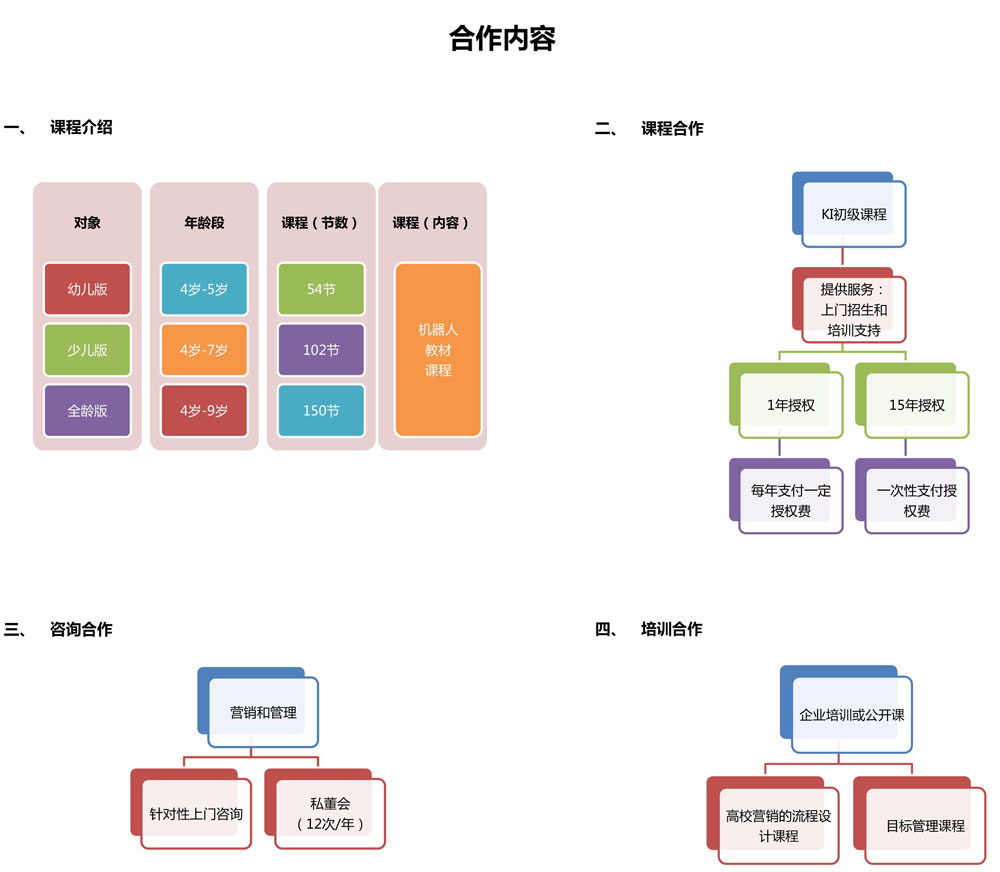 合作内容
一、 课程介绍
对象 年龄段 课程（节数） 课程（内容）
幼儿版 4岁-5岁 54节
少儿版 4岁-7岁 102节
全龄版 4岁-9岁 150节
机器人
教材
课程
二、 课程合作
KI初级课程
提供服务：
上门招生和
培训支持
1年授权 15年授权
每年支付一定
授权费
一次性支付授
权费
三、 咨询合作
营销和管理
针对性上门咨询
私董会
（12次/年）
四、 培训合作
企业培训或公开课
高校营销的流程设
计课程
目标管理课程